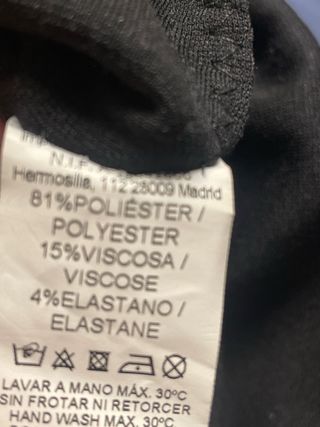 N.I.F.
Hermosilla, 112 28009 Madrid
81%POLIÉSTER /
POLYESTER
15%VISCOSA /
VISCOSE
4%ELASTANO /
ELASTANE
LAVAR A MANO MÁX. 30ºC
SIN FROTAR NI RETORCER
HAND WASH MAX. 30ºC